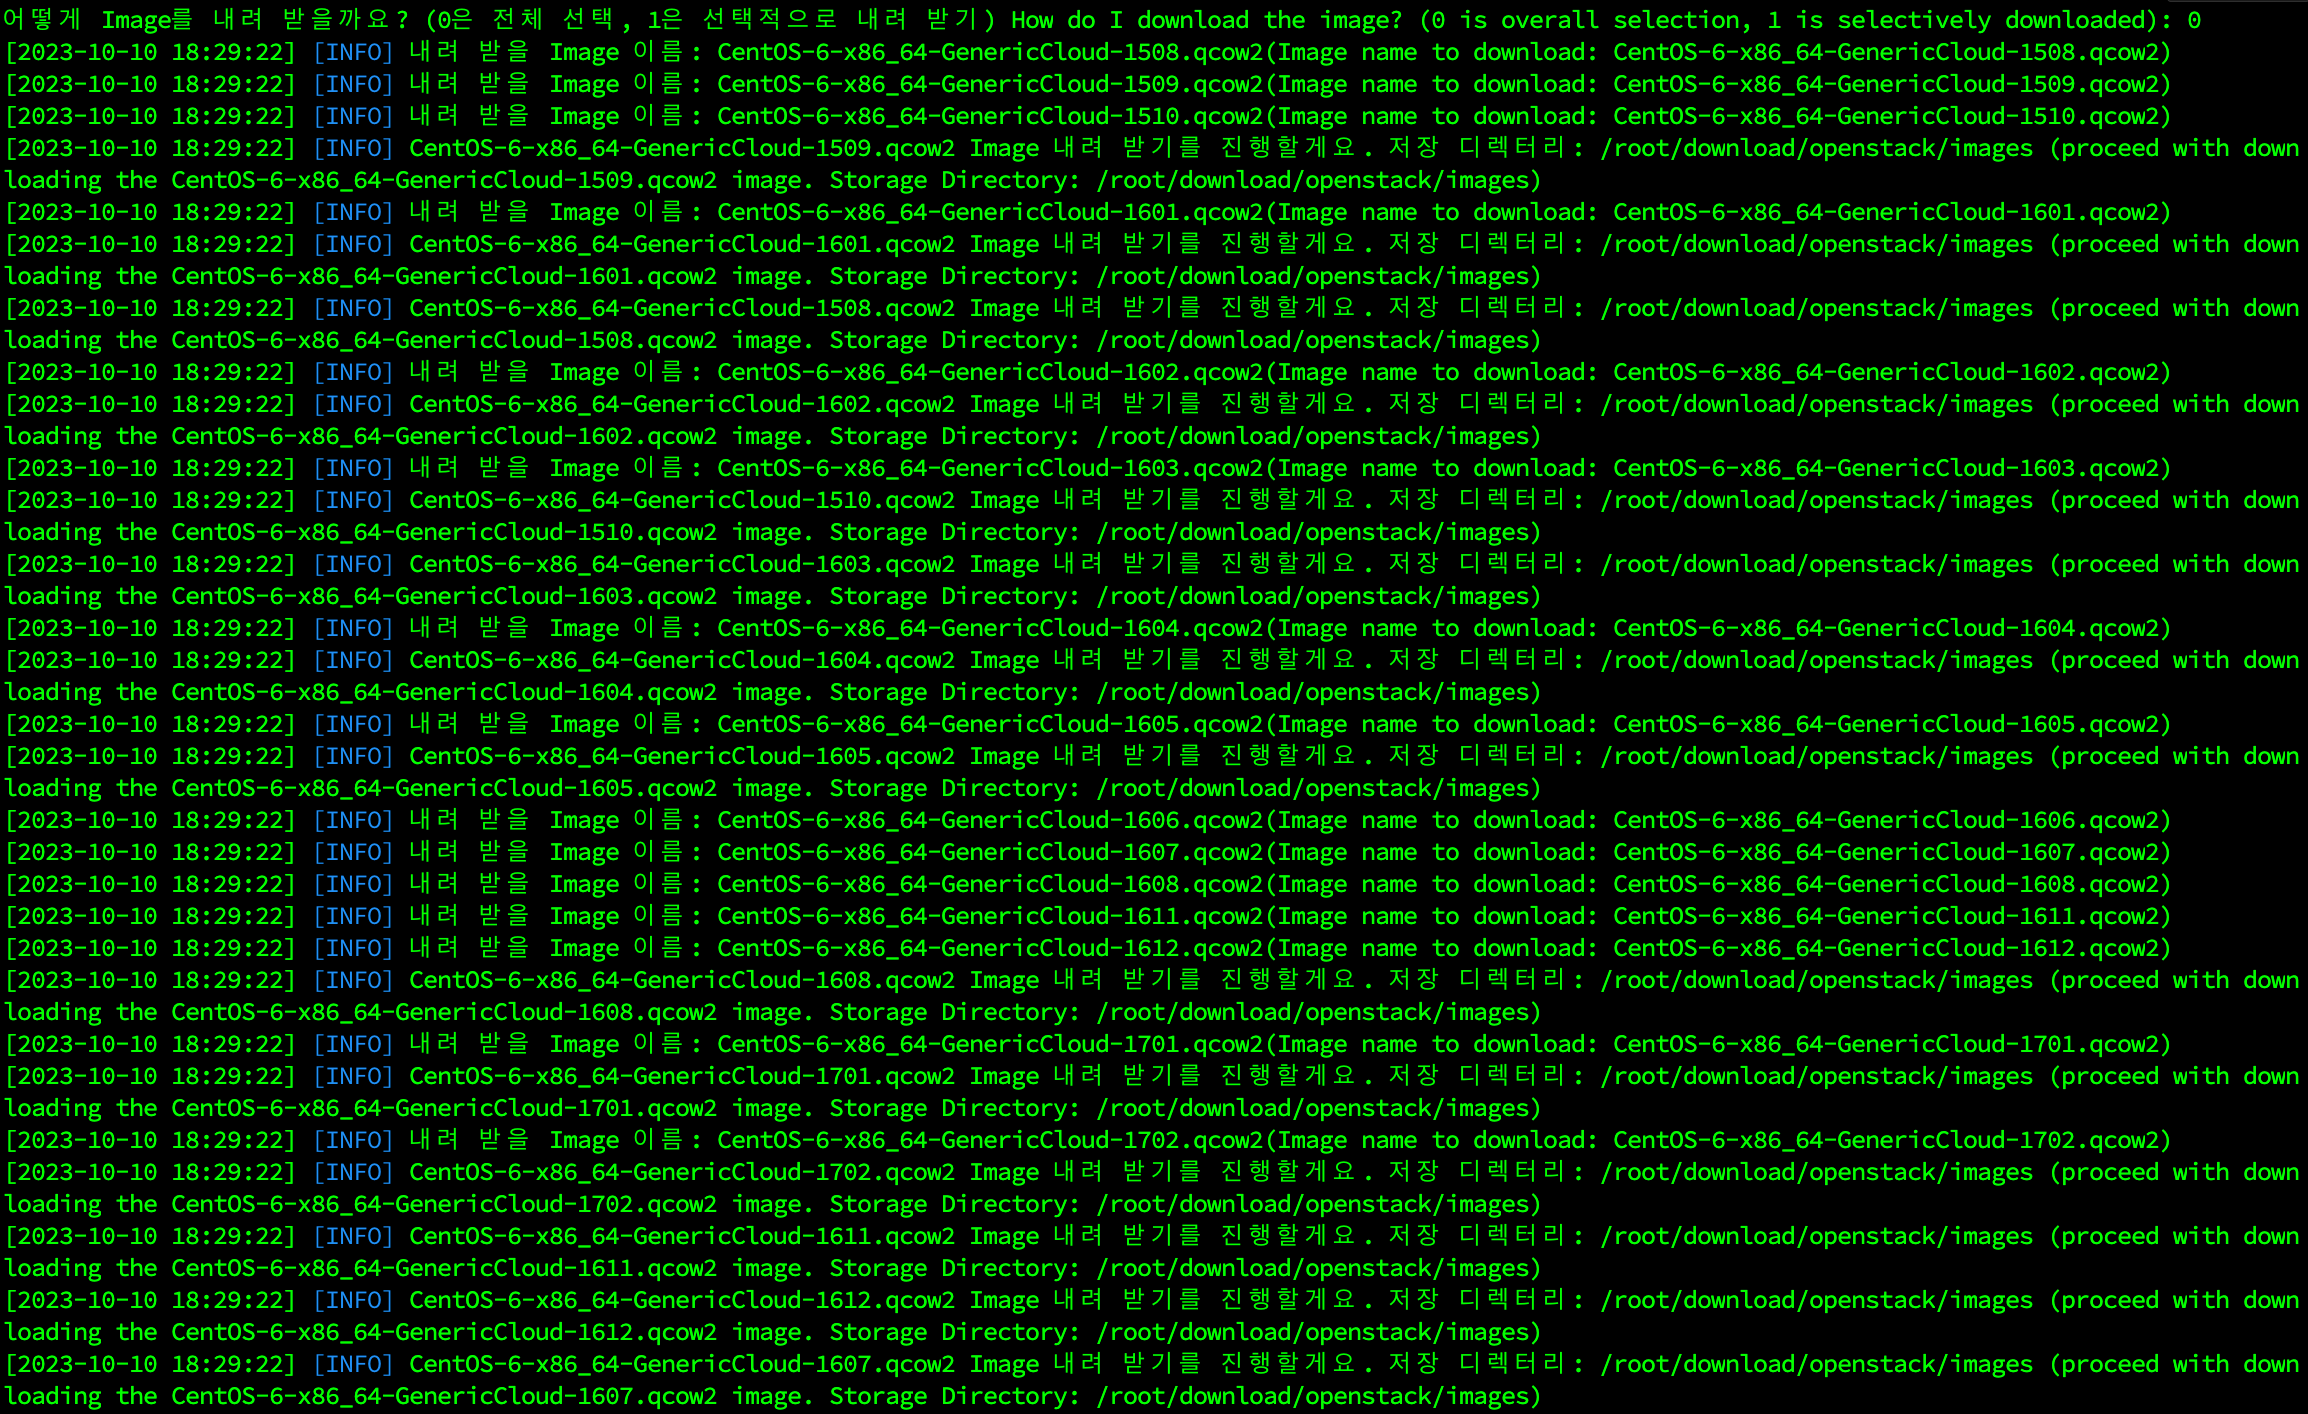 어떻게 Image를 내려 받을까요? (0은 전체 선택, 1은 선택적으로 내려 받기) How do I download the image? (0 is overall selection, 1 is selectively downloaded): 0
[2023-10-10 18:29:22] [INFO] 내려 받을 Image 이름: CentOS-6-x86_64-GenericCloud-1508.qcow2(Image name to download: CentOS-6-x86_64-GenericCloud-1508.qcow2)
[2023-10-10 18:29:22] [INFO] 내려 받을 Image 이름: CentOS-6-x86_64-GenericCloud-1509.qcow2(Image name to download: CentOS-6-x86_64-GenericCloud-1509.qcow2)
[2023-10-10 18:29:22] [INFO] 내려 받을 Image 이름: CentOS-6-x86_64-GenericCloud-1510.qcow2(Image name to download: CentOS-6-x86_64-GenericCloud-1510.qcow2)
[2023-10-10 18:29:22] [INFO] CentOS-6-x86_64-GenericCloud-1509.qcow2 Image 내려 받기를 진행할게요. 저장 디렉터리: /root/download/openstack/images (proceed with down
loading the CentOS-6-x86_64-GenericCloud-1509.qcow2 image. Storage Directory: /root/download/openstack/images)
[2023-10-10 18:29:22] [INFO] 내려 받을 Image 이름: CentOS-6-x86_64-GenericCloud-1601.qcow2(Image name to download: CentOS-6-x86_64-GenericCloud-1601.qcow2)
[2023-10-10 18:29:22] [INFO] CentOS-6-x86_64-GenericCloud-1601.qcow2 Image 내려 받기를 진행할게요. 저장 디렉터리: /root/download/openstack/images (proceed with down
loading the CentOS-6-x86_64-GenericCloud-1601.qcow2 image. Storage Directory: /root/download/openstack/images)
[2023-10-10 18:29:22] [INFO] CentOS-6-x86_64-GenericCloud-1508.qcow2 Image 내려 받기를 진행할게요. 저장 디렉터리: /root/download/openstack/images (proceed with down
loading the CentOS-6-x86_64-GenericCloud-1508.qcow2 image. Storage Directory: /root/download/openstack/images)
[2023-10-10 18:29:22] [INFO] 내려 받을 Image 이름: CentOS-6-x86_64-GenericCloud-1602.qcow2(Image name to download: CentOS-6-x86_64-GenericCloud-1602.qcow2)
[2023-10-10 18:29:22] [INFO] CentOS-6-x86_64-GenericCloud-1602.qcow2 Image 내려 받기를 진행할게요. 저장 디렉터리: /root/download/openstack/images (proceed with down
loading the CentOS-6-x86_64-GenericCloud-1602.qcow2 image. Storage Directory: /root/download/openstack/images)
[2023-10-10 18:29:22] [INFO] 내려 받을 Image 이름: CentOS-6-x86_64-GenericCloud-1603.qcow2(Image name to download: CentOS-6-x86_64-GenericCloud-1603.qcow2)
[2023-10-10 18:29:22] [INFO] CentOS-6-x86_64-GenericCloud-1510.qcow2 Image 내려 받기를 진행할게요. 저장 디렉터리: /root/download/openstack/images (proceed with down
loading the CentOS-6-x86_64-GenericCloud-1510.qcow2 image. Storage Directory: /root/download/openstack/images)
[2023-10-10 18:29:22] [INFO] CentOS-6-x86_64-GenericCloud-1603.qcow2 Image 내려 받기를 진행할게요. 저장 디렉터리: /root/download/openstack/images (proceed with down
loading the CentOS-6-x86_64-GenericCloud-1603.qcow2 image. Storage Directory: /root/download/openstack/images)
[2023-10-10 18:29:22] [INFO] 내려 받을 Image 이름: CentOS-6-x86_64-GenericCloud-1604.qcow2(Image name to download: CentOS-6-x86_64-GenericCloud-1604.qcow2)
[2023-10-10 18:29:22] [INFO] CentOS-6-x86_64-GenericCloud-1604.qcow2 Image 내려 받기를 진행할게요. 저장 디렉터리: /root/download/openstack/images (proceed with down
loading the CentOS-6-x86_64-GenericCloud-1604.qcow2 image. Storage Directory: /root/download/openstack/images)
[2023-10-10 18:29:22] [INFO] 내려 받을 Image 이름: CentOS-6-x86_64-GenericCloud-1605.qcow2(Image name to download: CentOS-6-x86_64-GenericCloud-1605.qcow2)
[2023-10-10 18:29:22] [INFO] CentOS-6-x86_64-GenericCloud-1605.qcow2 Image 내려 받기를 진행할게요. 저장 디렉터리: /root/download/openstack/images (proceed with down
loading the CentOS-6-x86_64-GenericCloud-1605.qcow2 image. Storage Directory: /root/download/openstack/images)
[2023-10-10 18:29:22] [INFO] 내려 받을 Image 이름: CentOS-6-x86_64-GenericCloud-1606.qcow2(Image name to download: CentOS-6-x86_64-GenericCloud-1606.qcow2)
[2023-10-10 18:29:22] [INFO] 내려 받을 Image 이름: CentOS-6-x86_64-GenericCloud-1607.qcow2(Image name to download: CentOS-6-x86_64-GenericCloud-1607.qcow2)
[2023-10-10 18:29:22] [INFO] 내려 받을 Image 이름: CentOS-6-x86_64-GenericCloud-1608.qcow2(Image name to download: CentOS-6-x86_64-GenericCloud-1608.qcow2)
[2023-10-10 18:29:22] [INFO] 내려 받을 Image 이름: CentOS-6-x86_64-GenericCloud-1611.qcow2(Image name to download: CentOS-6-x86_64-GenericCloud-1611.qcow2)
[2023-10-10 18:29:22] [INFO] 내려 받을 Image 이름: CentOS-6-x86_64-GenericCloud-1612.qcow2(Image name to download: CentOS-6-x86_64-GenericCloud-1612.qcow2)
[2023-10-10 18:29:22] [INFO] CentOS-6-x86_64-GenericCloud-1608.qcow2 Image 내려 받기를 진행할게요. 저장 디렉터리: /root/download/openstack/images (proceed with down
loading the CentOS-6-x86_64-GenericCloud-1608.qcow2 image. Storage Directory: /root/download/openstack/images)
[2023-10-10 18:29:22] [INFO] 내려 받을 Image 이름: CentOS-6-x86_64-GenericCloud-1701.qcow2(Image name to download: CentOS-6-x86_64-GenericCloud-1701.qcow2)
[2023-10-10 18:29:22] [INFO] CentOS-6-x86_64-GenericCloud-1701.qcow2 Image 내려 받기를 진행할게요. 저장 디렉터리: /root/download/openstack/images (proceed with down
loading the CentOS-6-x86_64-GenericCloud-1701.qcow2 image. Storage Directory: /root/download/openstack/images)
[2023-10-10 18:29:22] [INFO] 내려 받을 Image 이름: CentOS-6-x86_64-GenericCloud-1702.qcow2(Image name to download: CentOS-6-x86_64-GenericCloud-1702.qcow2)
[2023-10-10 18:29:22] [INFO] CentOS-6-x86_64-GenericCloud-1702.qcow2 Image 내려 받기를 진행할게요. 저장 디렉터리: /root/download/openstack/images (proceed with down
loading the CentOS-6-x86_64-GenericCloud-1702.qcow2 image. Storage Directory: /root/download/openstack/images)
[2023-10-10 18:29:22] [INFO] CentOS-6-x86_64-GenericCloud-1611.qcow2 Image 내려 받기를 진행할게요. 저장 디렉터리: /root/download/openstack/images (proceed with down
loading the CentOS-6-x86_64-GenericCloud-1611.qcow2 image. Storage Directory: /root/download/openstack/images)
[2023-10-10 18:29:22] [INFO] CentOS-6-x86_64-GenericCloud-1612.qcow2 Image 내려 받기를 진행할게요. 저장 디렉터리: /root/download/openstack/images (proceed with down
loading the CentOS-6-x86_64-GenericCloud-1612.qcow2 image. Storage Directory: /root/download/openstack/images)
[2023-10-10 18:29:22] [INFO] CentOS-6-x86_64-GenericCloud-1607.qcow2 Image 내려 받기를 진행할게요. 저장 디렉터리: /root/download/openstack/images (proceed with down
loading the CentOS-6-x86_64-GenericCloud-1607.qcow2 image. Storage Directory: /root/download/openstack/images)